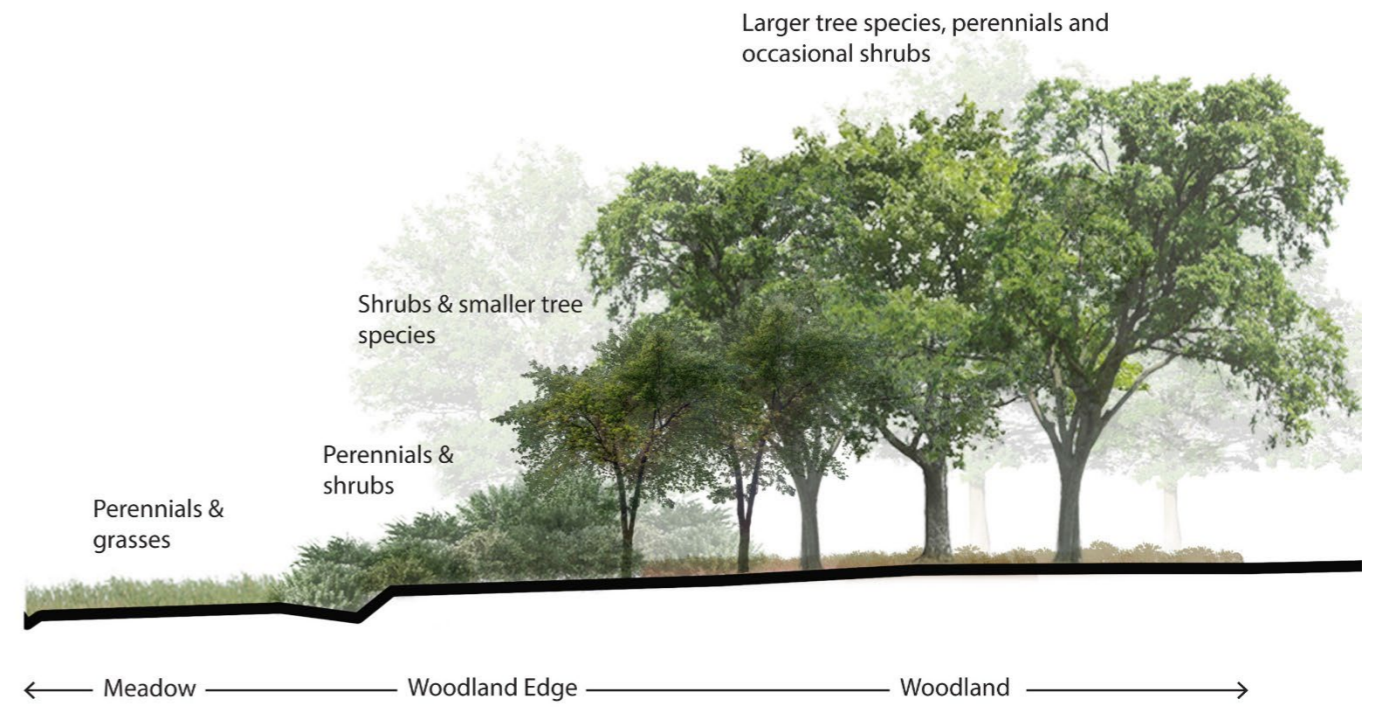 Larger tree species, perennials and
occasional shrubs
Shrubs & smaller tree
species
Perennials &
shrubs
Perennials &
grasses
Meadow
Woodland Edge
Woodland